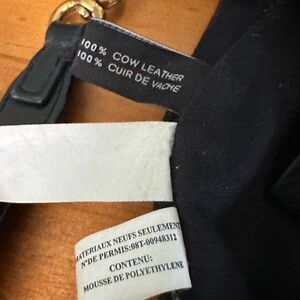 100% COW LEATHER
100% CUIR DE VACHE
MATERIAUX NEUFS SEULEMENT
N°DE PERMIS:08T-00948312
CONTENU:
MOUSSE DE POLYETHYLENE